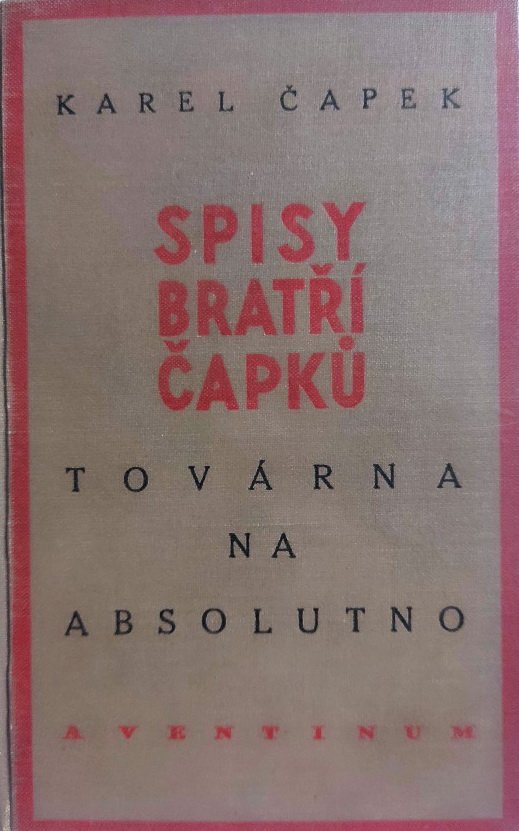 KAREL ČAPEK
SPISY
BRATŘÍ
ČAPKŮ
TOVÁRNA
NA
ABSOLUTNO
AVENTINUM